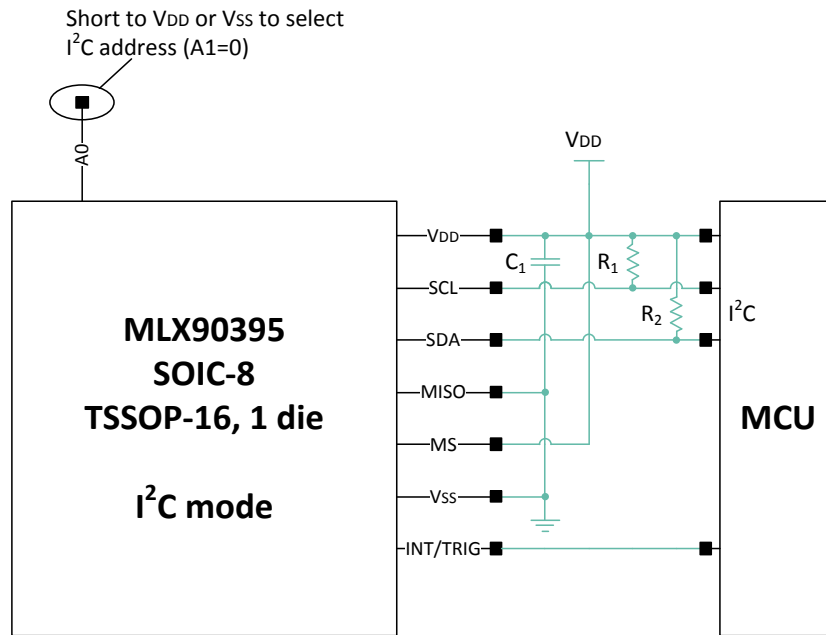 Short to VDD or VSS to select
I²C address (A1=0)
A0
VDD
VDD
C₁
R₁
SCL
R₂
I²C
MLX90395
SOIC-8
TSSOP-16, 1 die
I²C mode
SDA
MISO
MS
VSS
INT/TRIG
MCU